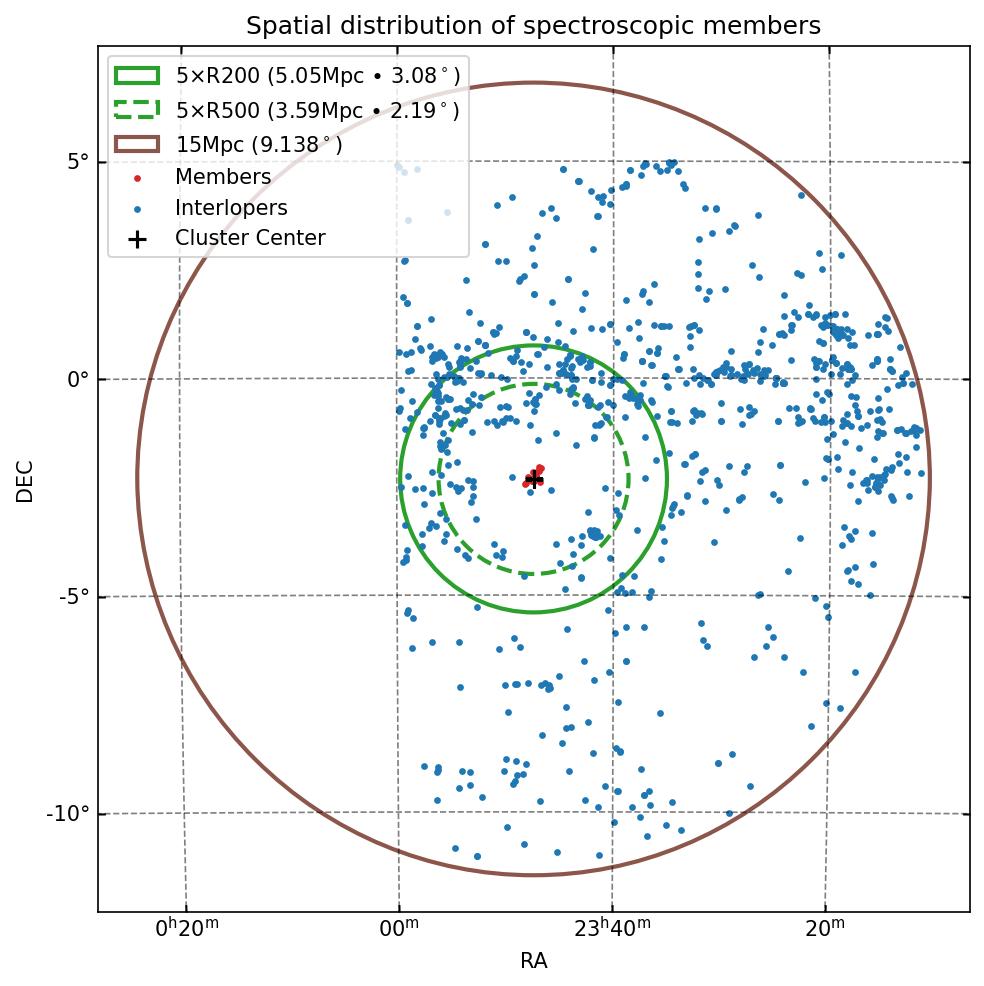 Spatial distribution of spectroscopic members
5×R200 (5.05Mpc • 3.08°)
5×R500 (3.59Mpc • 2.19°)
15Mpc (9.138°)
Members
Interlopers
Cluster Center
5°
0°
-5°
-10°
DEC
0ʰ20ᵐ
00ᵐ
23ʰ40ᵐ
20ᵐ
RA